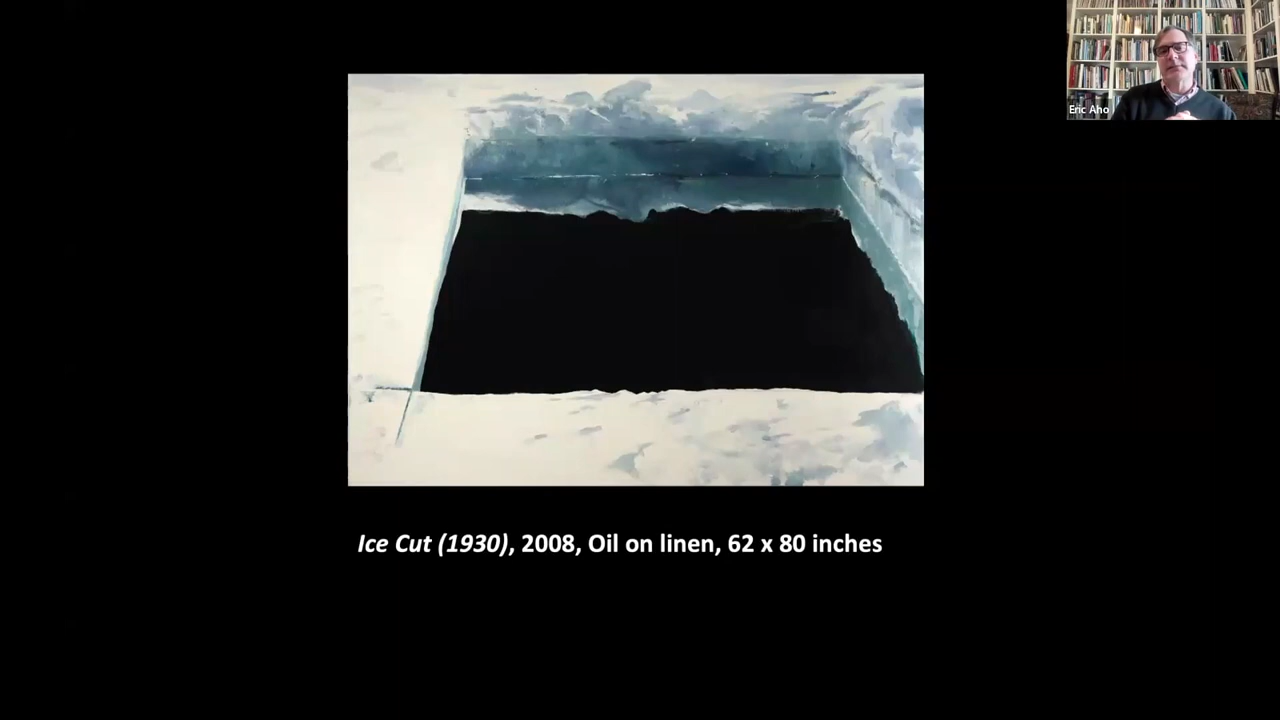 Eric Aho
Ice Cut (1930), 2008, Oil on linen, 62 x 80 inches